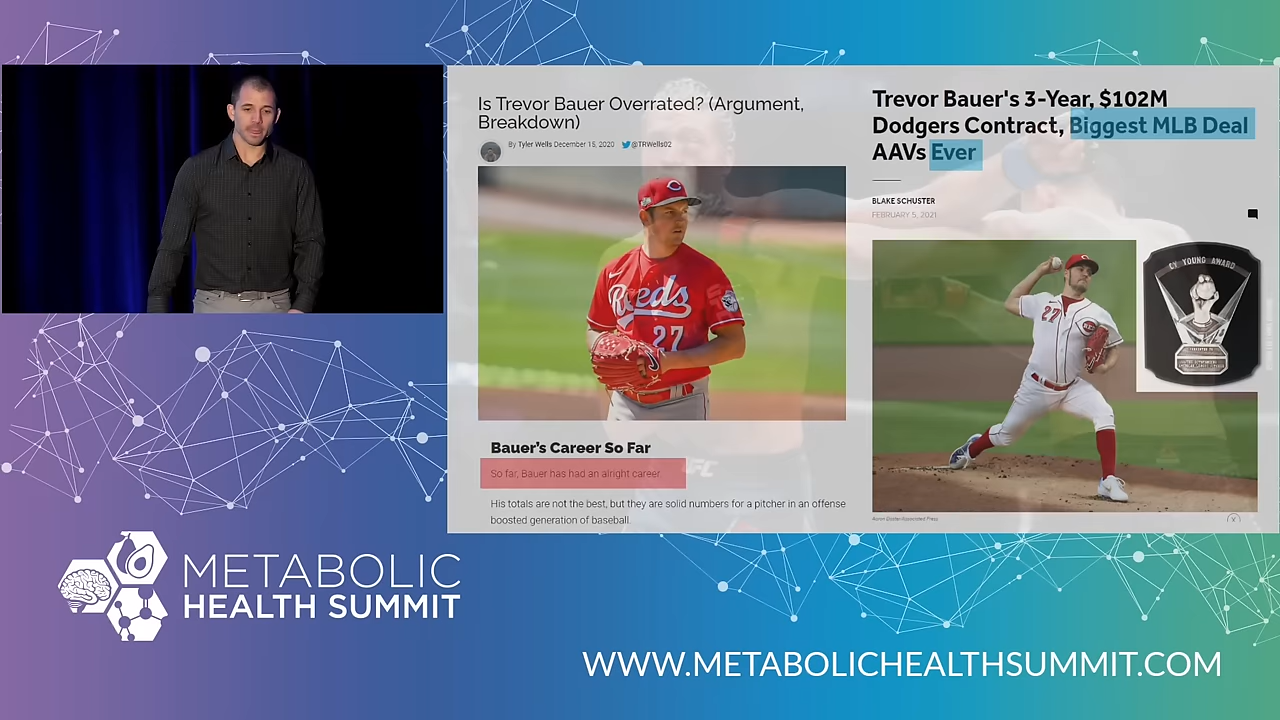 Is Trevor Bauer Overrated? (Argument,
Breakdown)
By Tyler Wells December 15, 2020 @TRWells02
Reds
27
Bauer's Career So Far
So far, Bauer has had an alright career.
His totals are not the best, but they are solid numbers for a pitcher in an offense
boosted generation of baseball.
Trevor Bauer's 3-Year, $102M
Dodgers Contract, Biggest MLB Deal
AAVs Ever
BLAKE SCHUSTER
FEBRUARY 5, 2021
27
CY YOUNG AWARD
METABOLIC
HEALTH SUMMIT
WWW.METABOLICHEALTHSUMMIT.COM